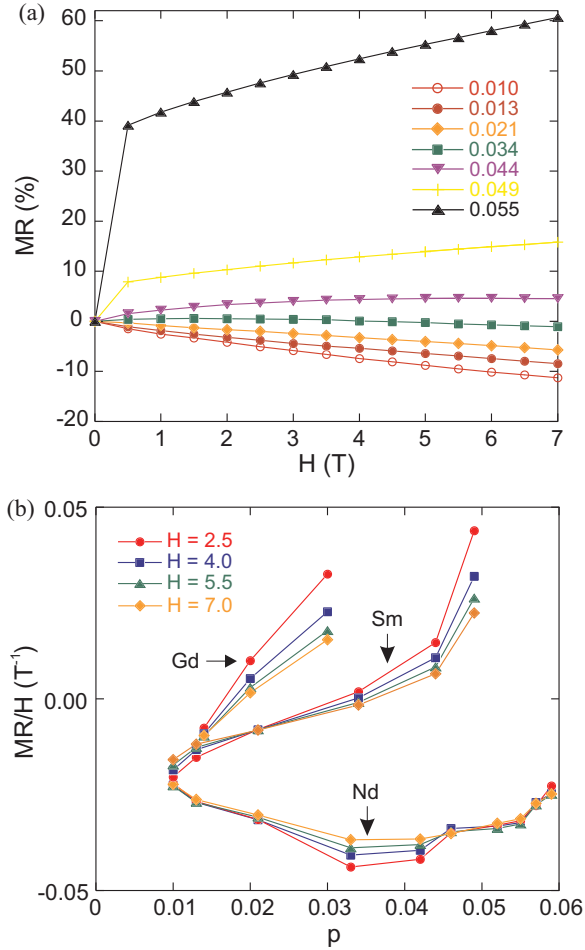 (a)
60
50
40
30
20
10
0
-10
-20
MR (%)
0.010
0.013
0.021
0.034
0.044
0.049
0.055
0 1 2 3 4 5 6 7
H (T)
(b)
0.05
0.00
-0.05
MR/H (T⁻¹)
H = 2.5
H = 4.0
H = 5.5
H = 7.0
Gd
Sm
Nd
0 0.01 0.02 0.03 0.04 0.05 0.06
p